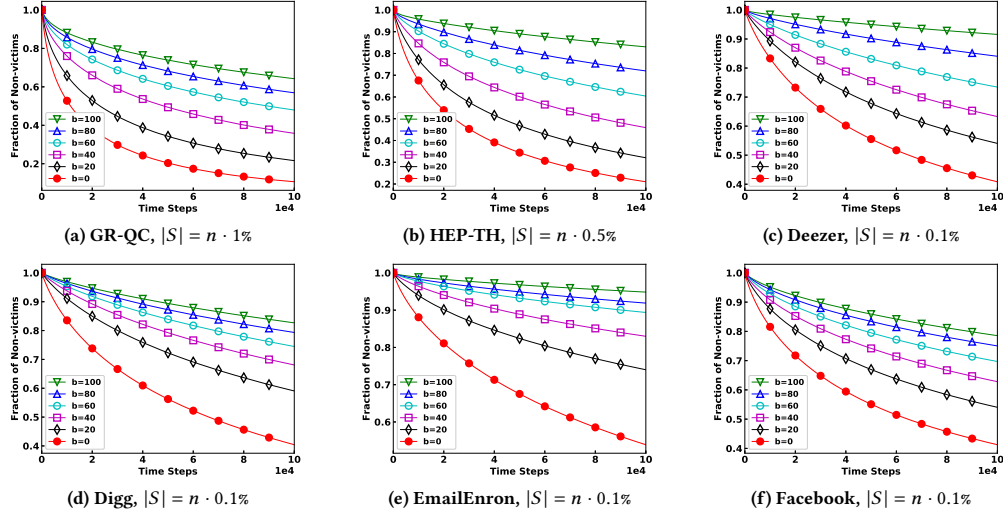 Fraction of Non-victims
1.0
0.8
0.6
0.4
0.2
b=100
b=80
b=60
b=40
b=20
b=0
0 2 4 6 8 10
Time Steps 1e4
(a) GR-QC, |S| = n · 1%
Fraction of Non-victims
1.0
0.9
0.8
0.7
0.6
0.5
0.4
0.3
0.2
b=100
b=80
b=60
b=40
b=20
b=0
0 2 4 6 8 10
Time Steps 1e4
(b) HEP-TH, |S| = n · 0.5%
Fraction of Non-victims
1.0
0.9
0.8
0.7
0.6
0.5
0.4
b=100
b=80
b=60
b=40
b=20
b=0
0 2 4 6 8 10
Time Steps 1e4
(c) Deezer, |S| = n · 0.1%
Fraction of Non-victims
1.0
0.9
0.8
0.7
0.6
0.5
0.4
b=100
b=80
b=60
b=40
b=20
b=0
0 2 4 6 8 10
Time Steps 1e4
(d) Digg, |S| = n · 0.1%
Fraction of Non-victims
1.0
0.9
0.8
0.7
0.6
b=100
b=80
b=60
b=40
b=20
b=0
0 2 4 6 8 10
Time Steps 1e4
(e) EmailEnron, |S| = n · 0.1%
Fraction of Non-victims
1.0
0.9
0.8
0.7
0.6
0.5
0.4
b=100
b=80
b=60
b=40
b=20
b=0
0 2 4 6 8 10
Time Steps 1e4
(f) Facebook, |S| = n · 0.1%